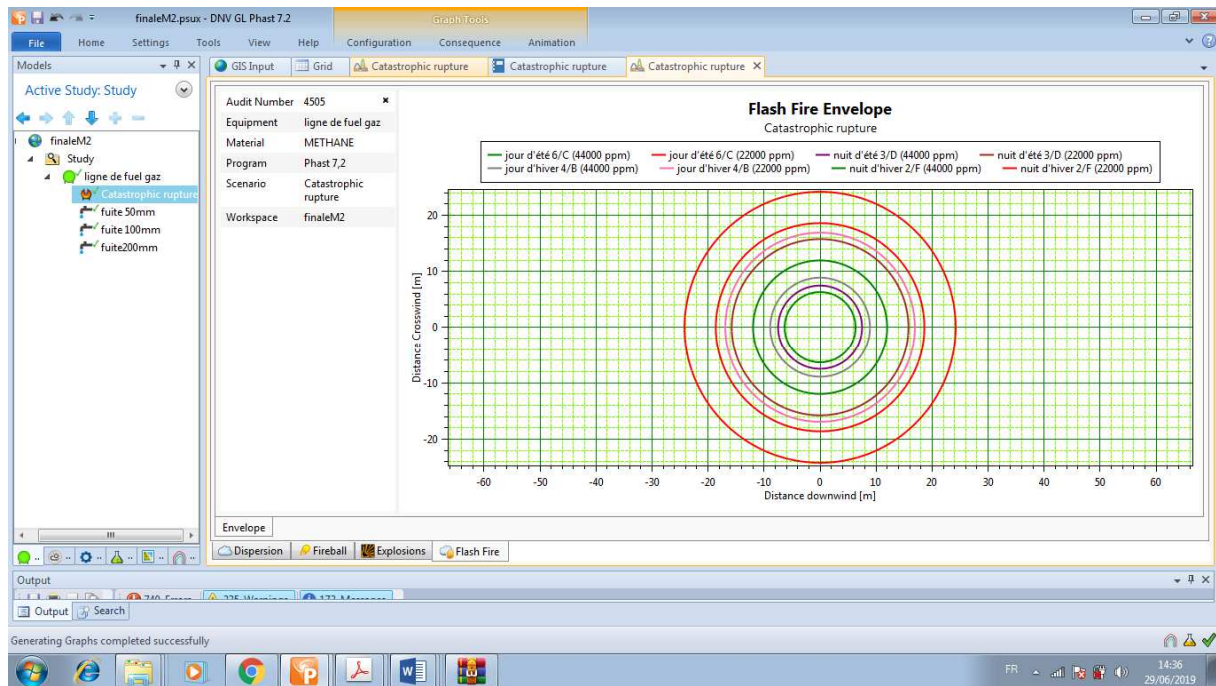 finaleM2.psux - DNV GL Phast 7.2
Graph Tools
File Home Settings Tools View Help Configuration Consequence Animation
Models
GIS Input Grid Catastrophic rupture Catastrophic rupture Catastrophic rupture
Active Study: Study
finaleM2
Study
ligne de fuel gaz
Catastrophic rupture
fuite 50mm
fuite 100mm
fuite200mm
Audit Number 4505
Equipment ligne de fuel gaz
Material METHANE
Program Phast 7,2
Scenario Catastrophic
rupture
Workspace finaleM2
Flash Fire Envelope
Catastrophic rupture
jour d'été 6/C (44000 ppm) jour d'été 6/C (22000 ppm) nuit d'été 3/D (44000 ppm) nuit d'été 3/D (22000 ppm)
jour d'hiver 4/B (44000 ppm) jour d'hiver 4/B (22000 ppm) nuit d'hiver 2/F (44000 ppm) nuit d'hiver 2/F (22000 ppm)
Distance Crosswind [m]
20
10
0
-10
-20
-60 -50 -40 -30 -20 -10 0 10 20 30 40 50 60
Distance downwind [m]
Envelope
Dispersion Fireball Explosions Flash Fire
Output
740 Errors 225 Warnings 173 Messages
Output Search
Generating Graphs completed successfully
FR
14:36
29/06/2019